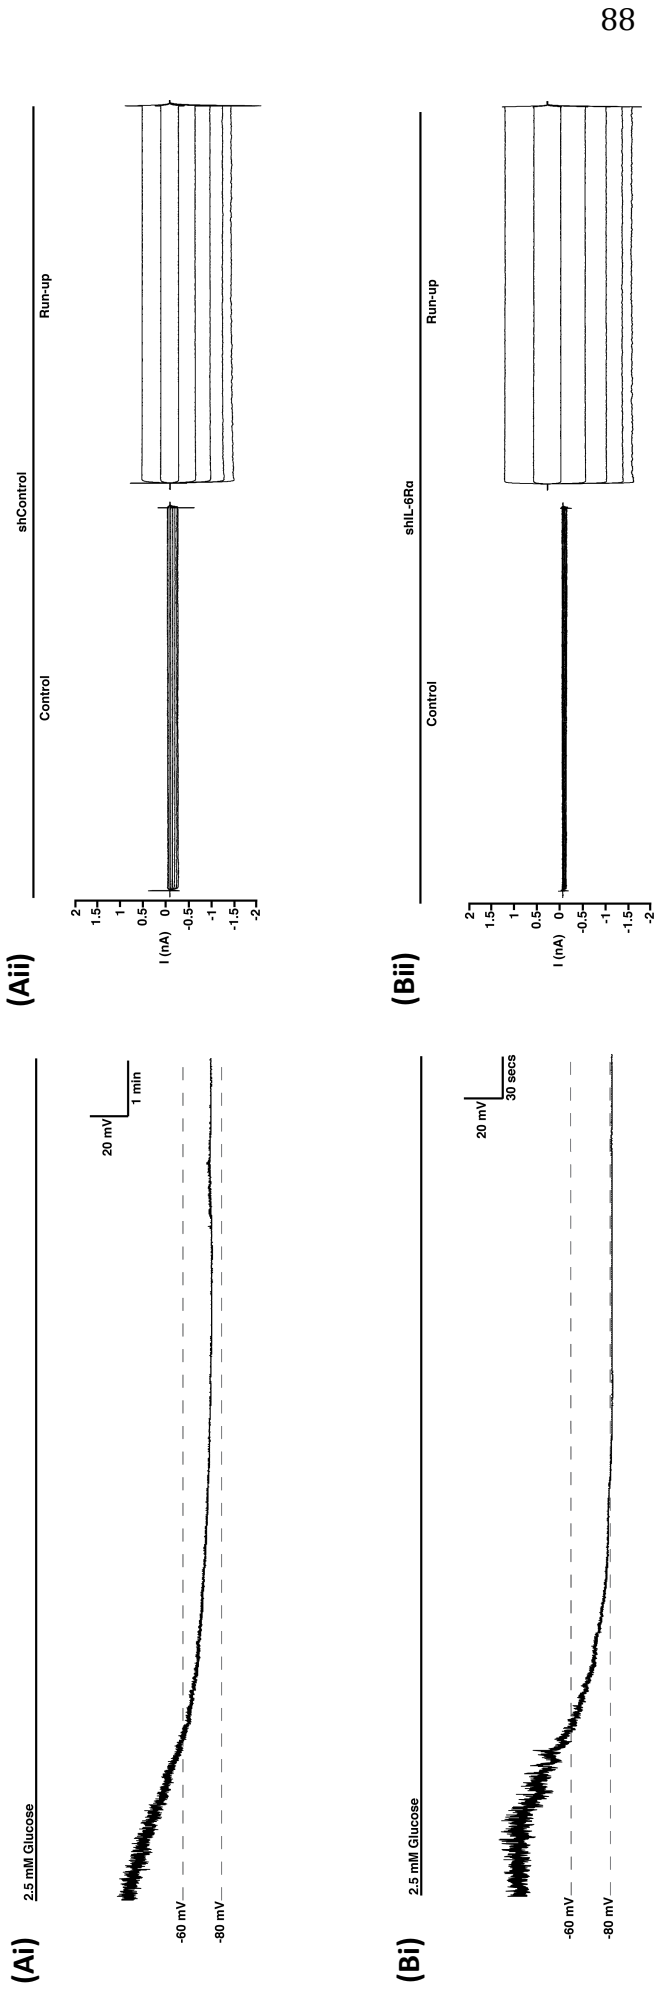 88
(Ai)
2.5 mM Glucose
20 mV
1 min
-60 mV
-80 mV
(Aii)
shControl
Control
Run-up
2
1.5
1
0.5
0
-0.5
-1
-1.5
-2
I (nA)
(Bi)
2.5 mM Glucose
20 mV
30 secs
-60 mV
-80 mV
(Bii)
shIL-6Rα
Control
Run-up
2
1.5
1
0.5
0
-0.5
-1
-1.5
-2
I (nA)